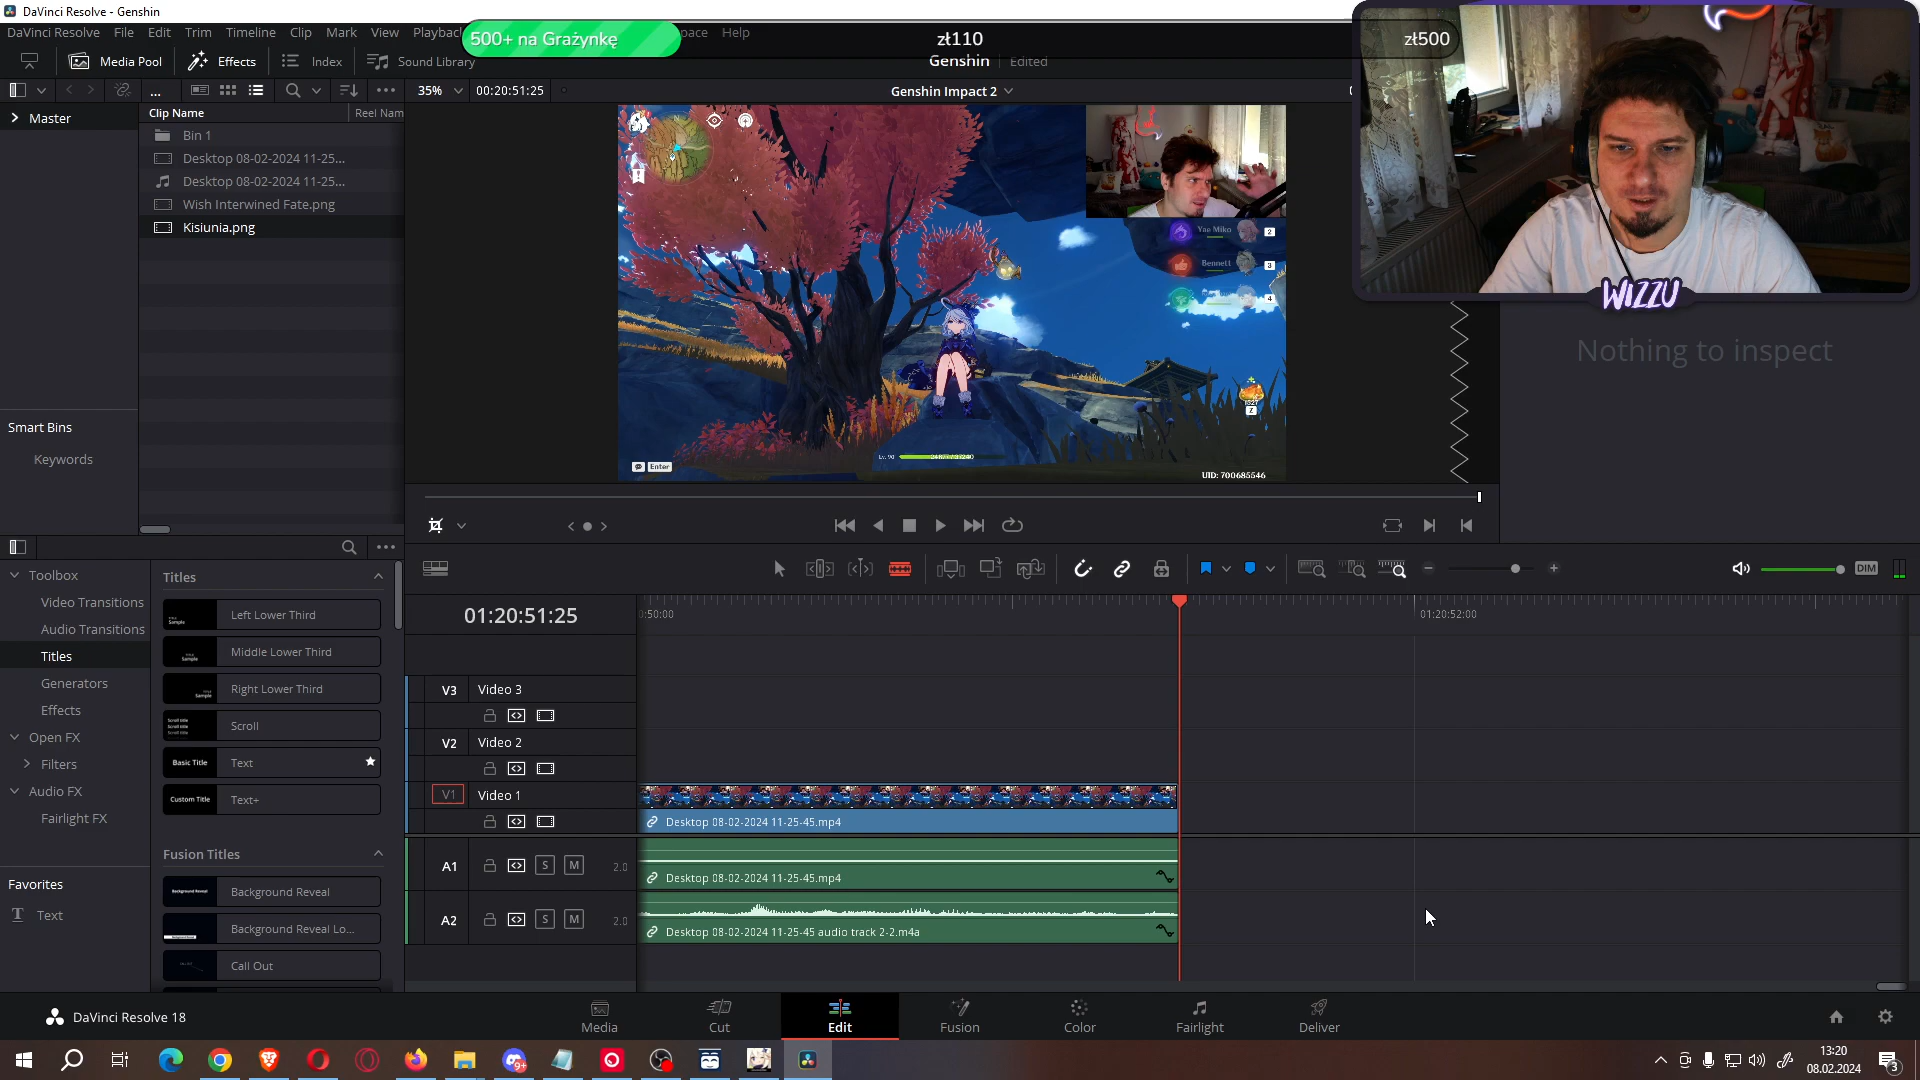 DaVinci Resolve - Genshin
DaVinci Resolve File Edit Trim Timeline Clip Mark View Playback Help
500+ na Grażynkę
zł110
zł500
Media Pool Effects Index Sound Library
Genshin Edited
35% 00:20:51:25
Genshin Impact 2
Clip Name Reel Nam
Master
Bin 1
Desktop 08-02-2024 11-25...
Desktop 08-02-2024 11-25...
Wish Interwined Fate.png
Kisiunia.png
Yae Miko 2
Bennett 3
4
WIZZU
Nothing to inspect
Z
Lv. 90
Enter
UID: 700685546
Smart Bins
Keywords
Toolbox
Video Transitions
Audio Transitions
Titles
Generators
Effects
Open FX
Filters
Audio FX
Fairlight FX
Favorites
Text
Titles
Left Lower Third
Middle Lower Third
Right Lower Third
Scroll
Basic Title Text
Custom Title Text+
Fusion Titles
Background Reveal
Background Reveal Lo...
Call Out
DIM
01:20:51:25
0:50:00
01:20:52:00
V3 Video 3
V2 Video 2
V1 Video 1
Desktop 08-02-2024 11-25-45.mp4
A1 S M 2.0
Desktop 08-02-2024 11-25-45.mp4
A2 S M 2.0
Desktop 08-02-2024 11-25-45 audio track 2-2.m4a
DaVinci Resolve 18
Media Cut Edit Fusion Color Fairlight Deliver
9+
13:20
08.02.2024
3